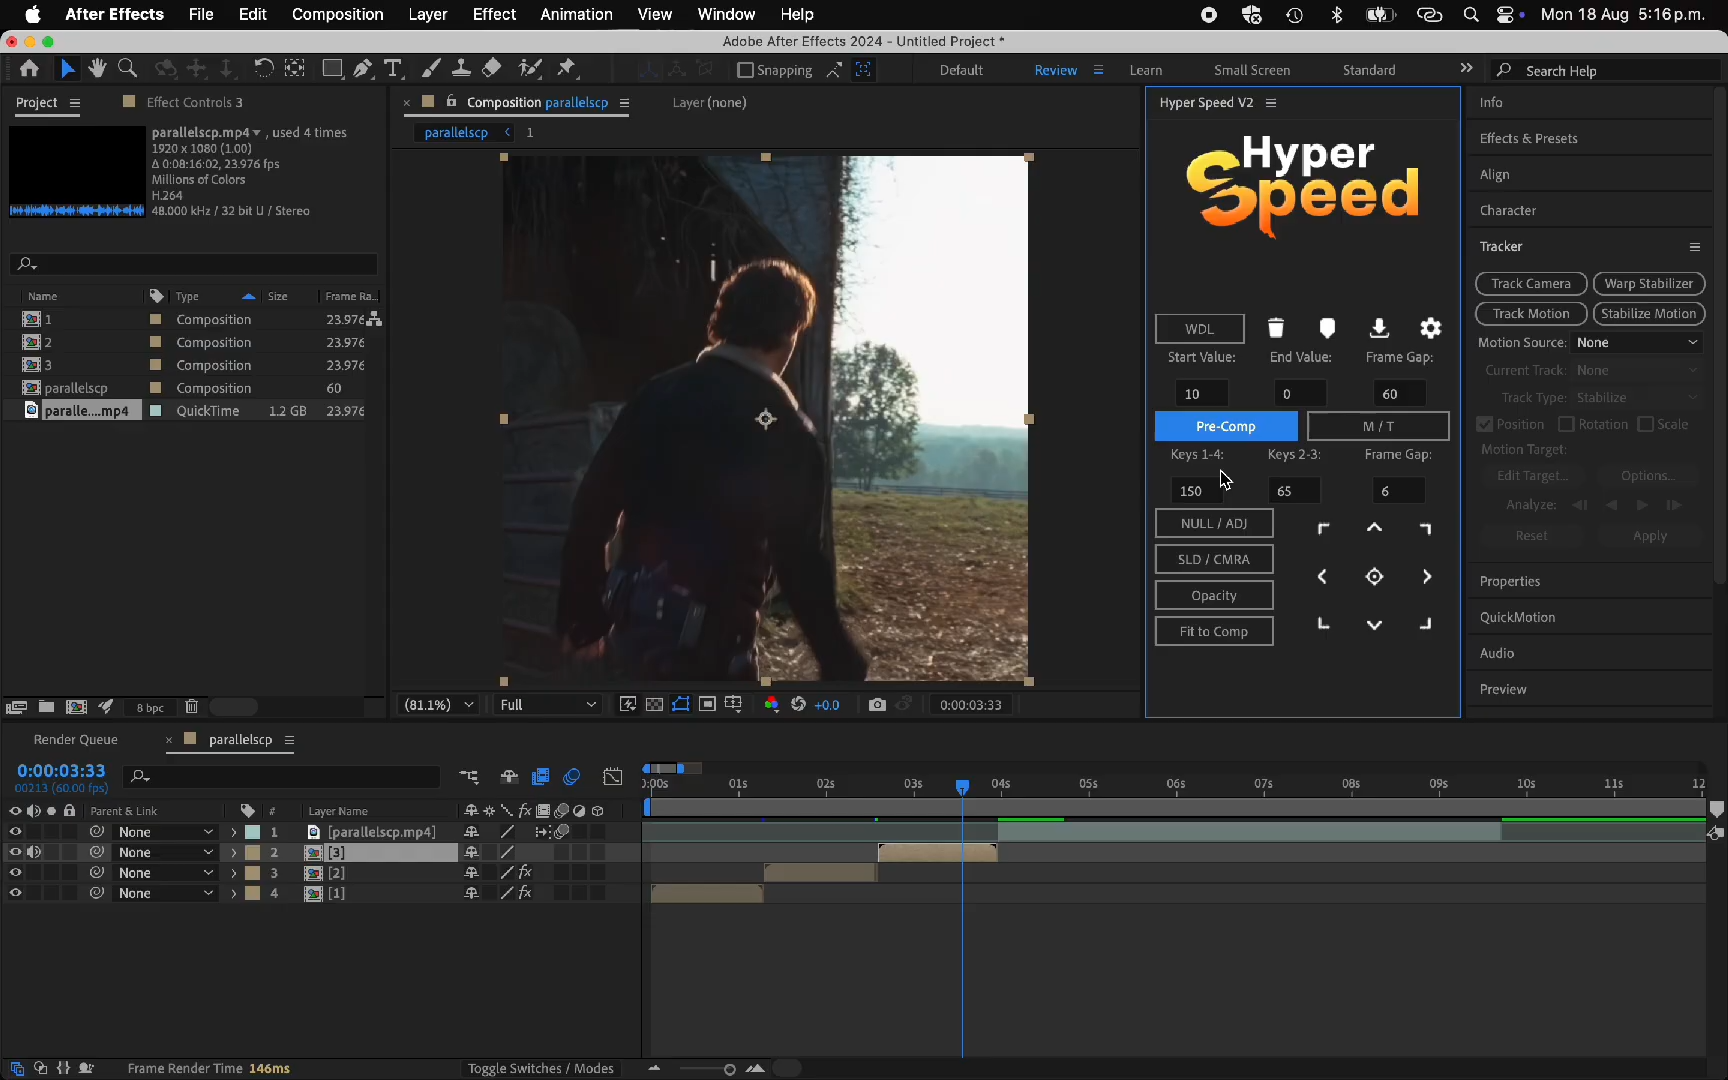 After Effects File Edit Composition Layer Effect Animation View Window Help Mon 18 Aug 5:16 p.m.
Adobe After Effects 2024 - Untitled Project *
Snapping Default Review Learn Small Screen Standard Search Help
Project Effect Controls 3
parallelscp.mp4 , used 4 times
1920 x 1080 (1.00)
Δ 0:08:16:02, 23.976 fps
Millions of Colors
H.264
48.000 kHz / 32 bit U / Stereo
Name Type Size Frame Ra...
1 Composition 23.976
2 Composition 23.976
3 Composition 23.976
parallelscp Composition 60
paralle....mp4 QuickTime 1.2 GB 23.976
8 bpc
Composition parallelscp Layer (none)
parallelscp 1
(81.1%) Full +0.0 0:00:03:33
Hyper Speed V2
Hyper
Speed
WDL
Start Value: End Value: Frame Gap:
10 0 60
Pre-Comp M / T
Keys 1-4: Keys 2-3: Frame Gap:
150 65 6
NULL / ADJ
SLD / CMRA
Opacity
Fit to Comp
Info
Effects & Presets
Align
Character
Tracker
Track Camera Warp Stabilizer
Track Motion Stabilize Motion
Motion Source: None
Current Track: None
Track Type: Stabilize
Position Rotation Scale
Motion Target:
Edit Target... Options...
Analyze:
Reset Apply
Properties
QuickMotion
Audio
Preview
Render Queue parallelscp
0:00:03:33
00213 (60.00 fps)
):00s 01s 02s 03s 04s 05s 06s 07s 08s 09s 10s 11s 12
Parent & Link # Layer Name
None 1 [parallelscp.mp4]
None 2 [3]
None 3 [2]
None 4 [1]
Frame Render Time 146ms Toggle Switches / Modes